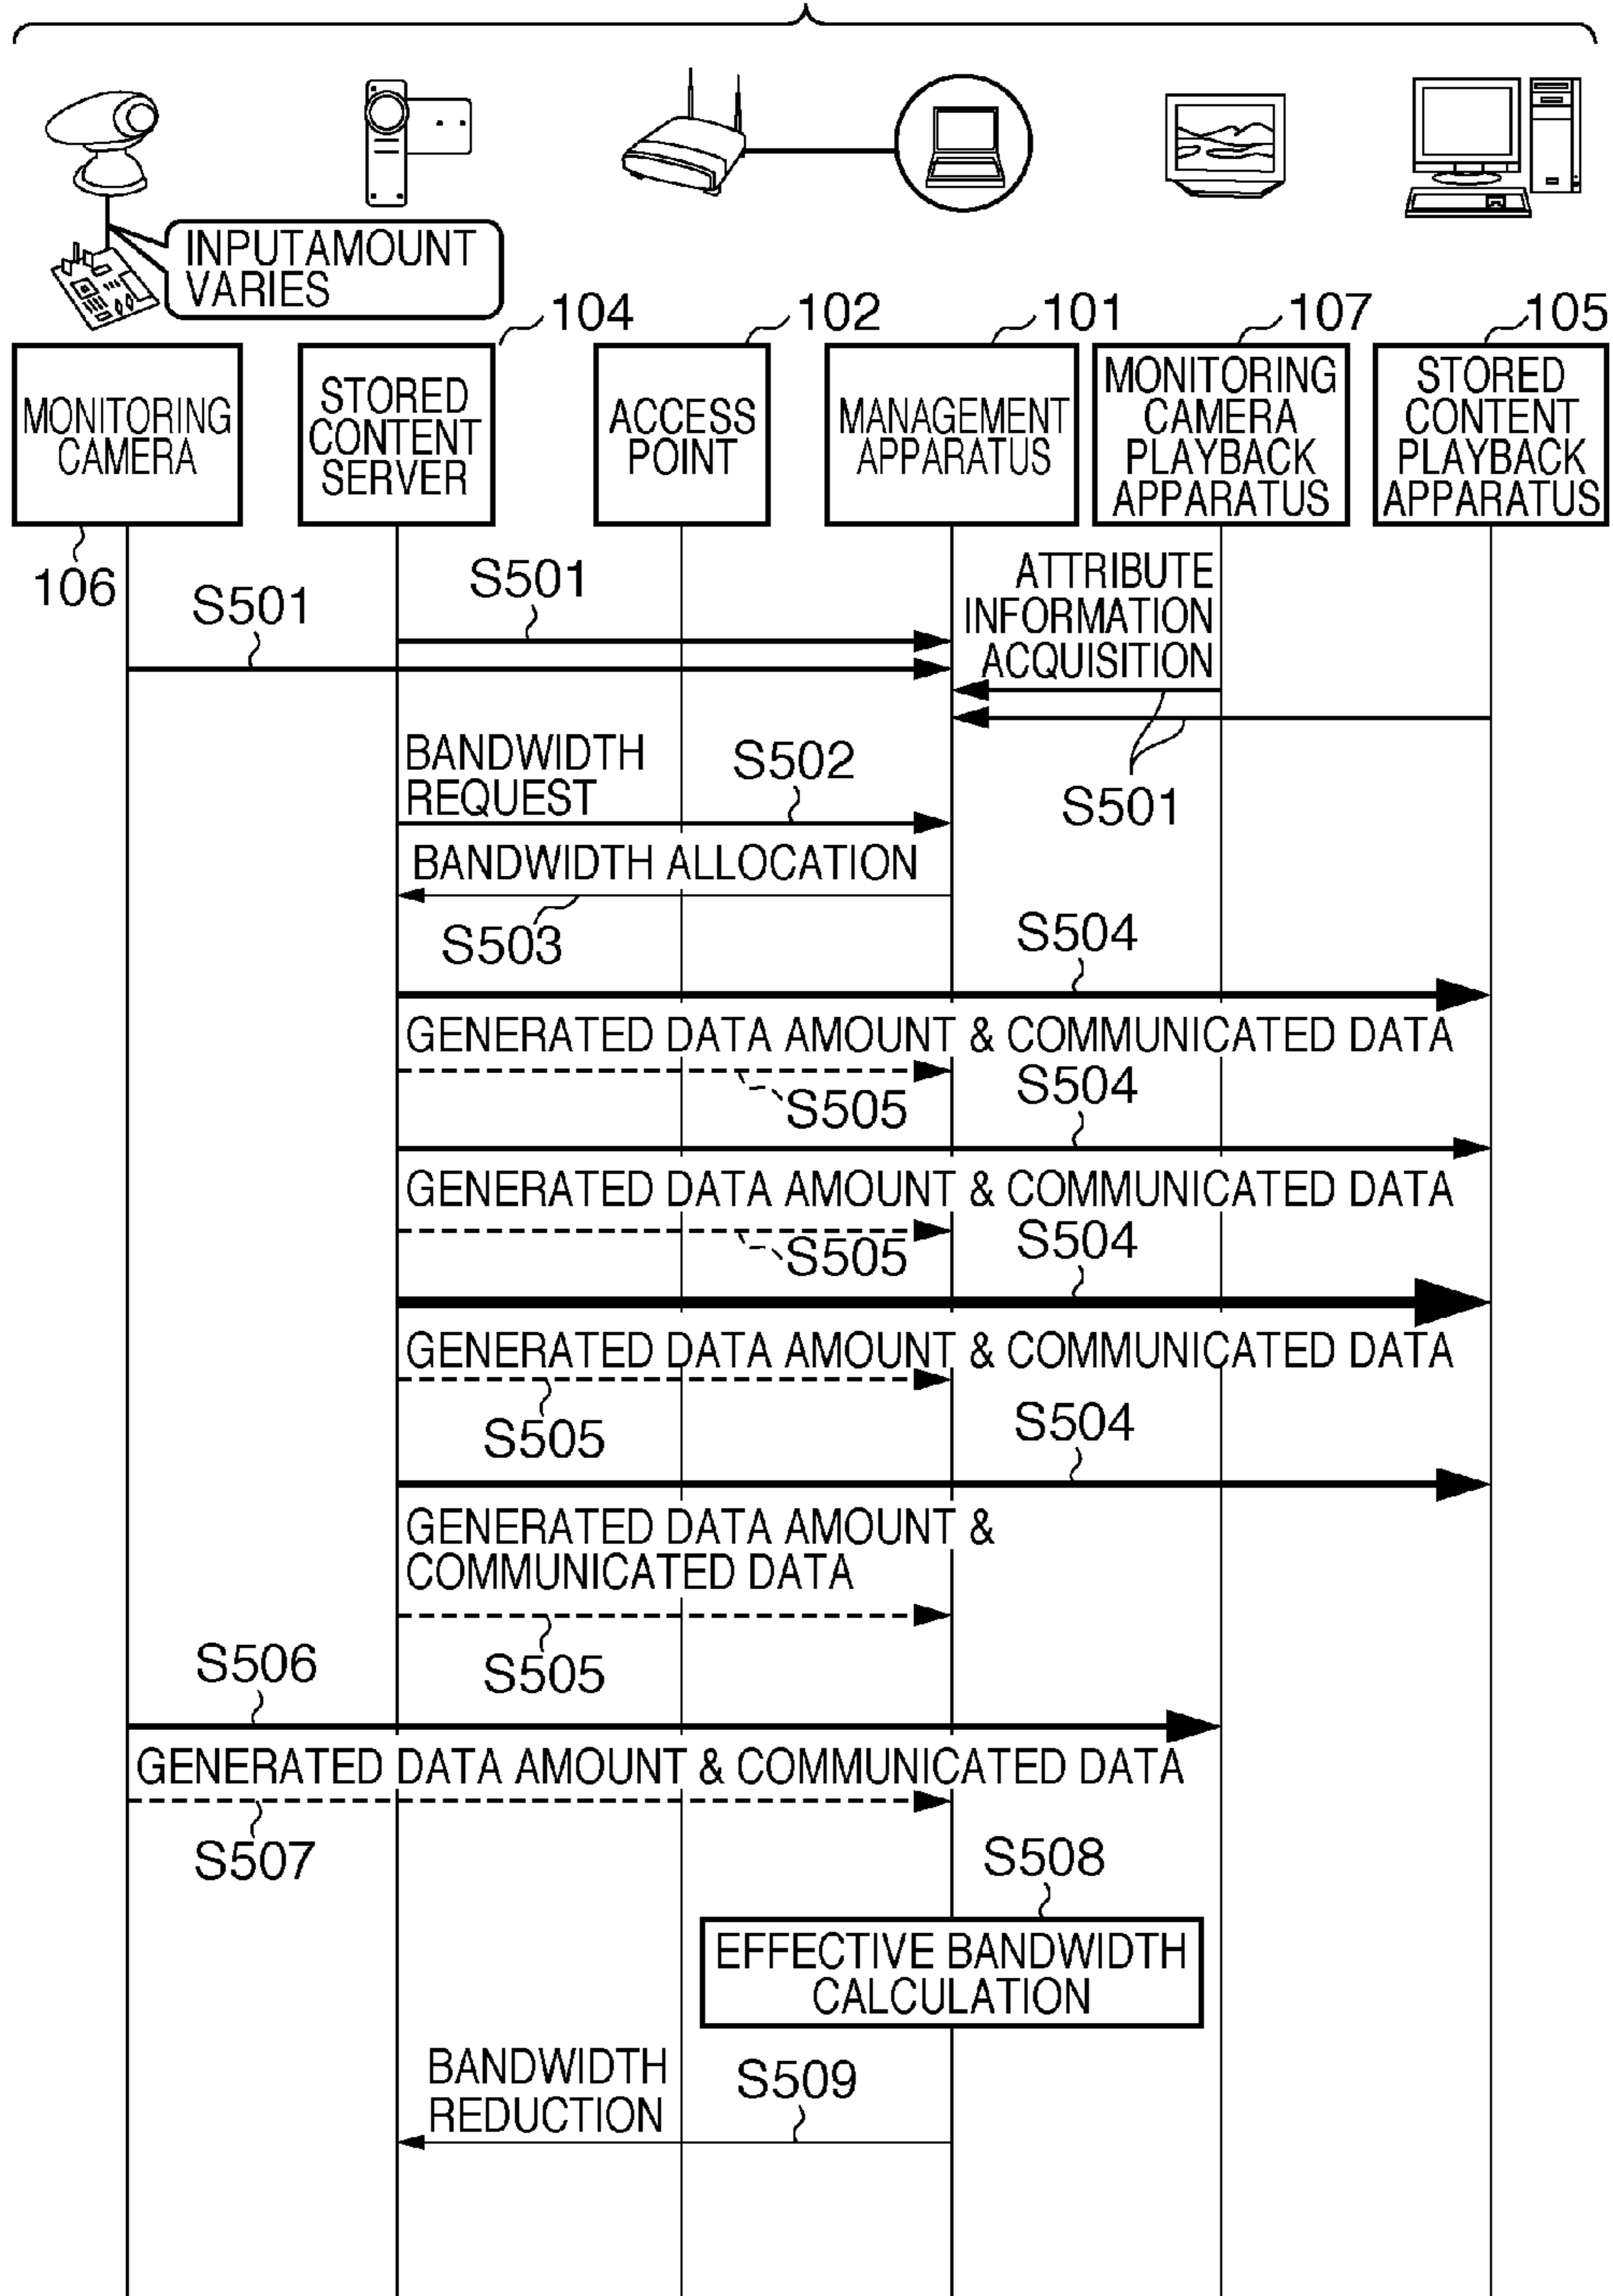 INPUTAMOUNT
VARIES
104
102
101
107
105
MONITORING
CAMERA
STORED
CONTENT
SERVER
ACCESS
POINT
MANAGEMENT
APPARATUS
MONITORING
CAMERA
PLAYBACK
APPARATUS
STORED
CONTENT
PLAYBACK
APPARATUS
106
S501
S501
ATTRIBUTE
INFORMATION
ACQUISITION
S501
BANDWIDTH
REQUEST
S502
BANDWIDTH ALLOCATION
S503
S504
GENERATED DATA AMOUNT & COMMUNICATED DATA
S505
S504
GENERATED DATA AMOUNT & COMMUNICATED DATA
S505
S504
GENERATED DATA AMOUNT & COMMUNICATED DATA
S505
S504
GENERATED DATA AMOUNT &
COMMUNICATED DATA
S505
S506
GENERATED DATA AMOUNT & COMMUNICATED DATA
S507
S508
EFFECTIVE BANDWIDTH
CALCULATION
BANDWIDTH
REDUCTION
S509